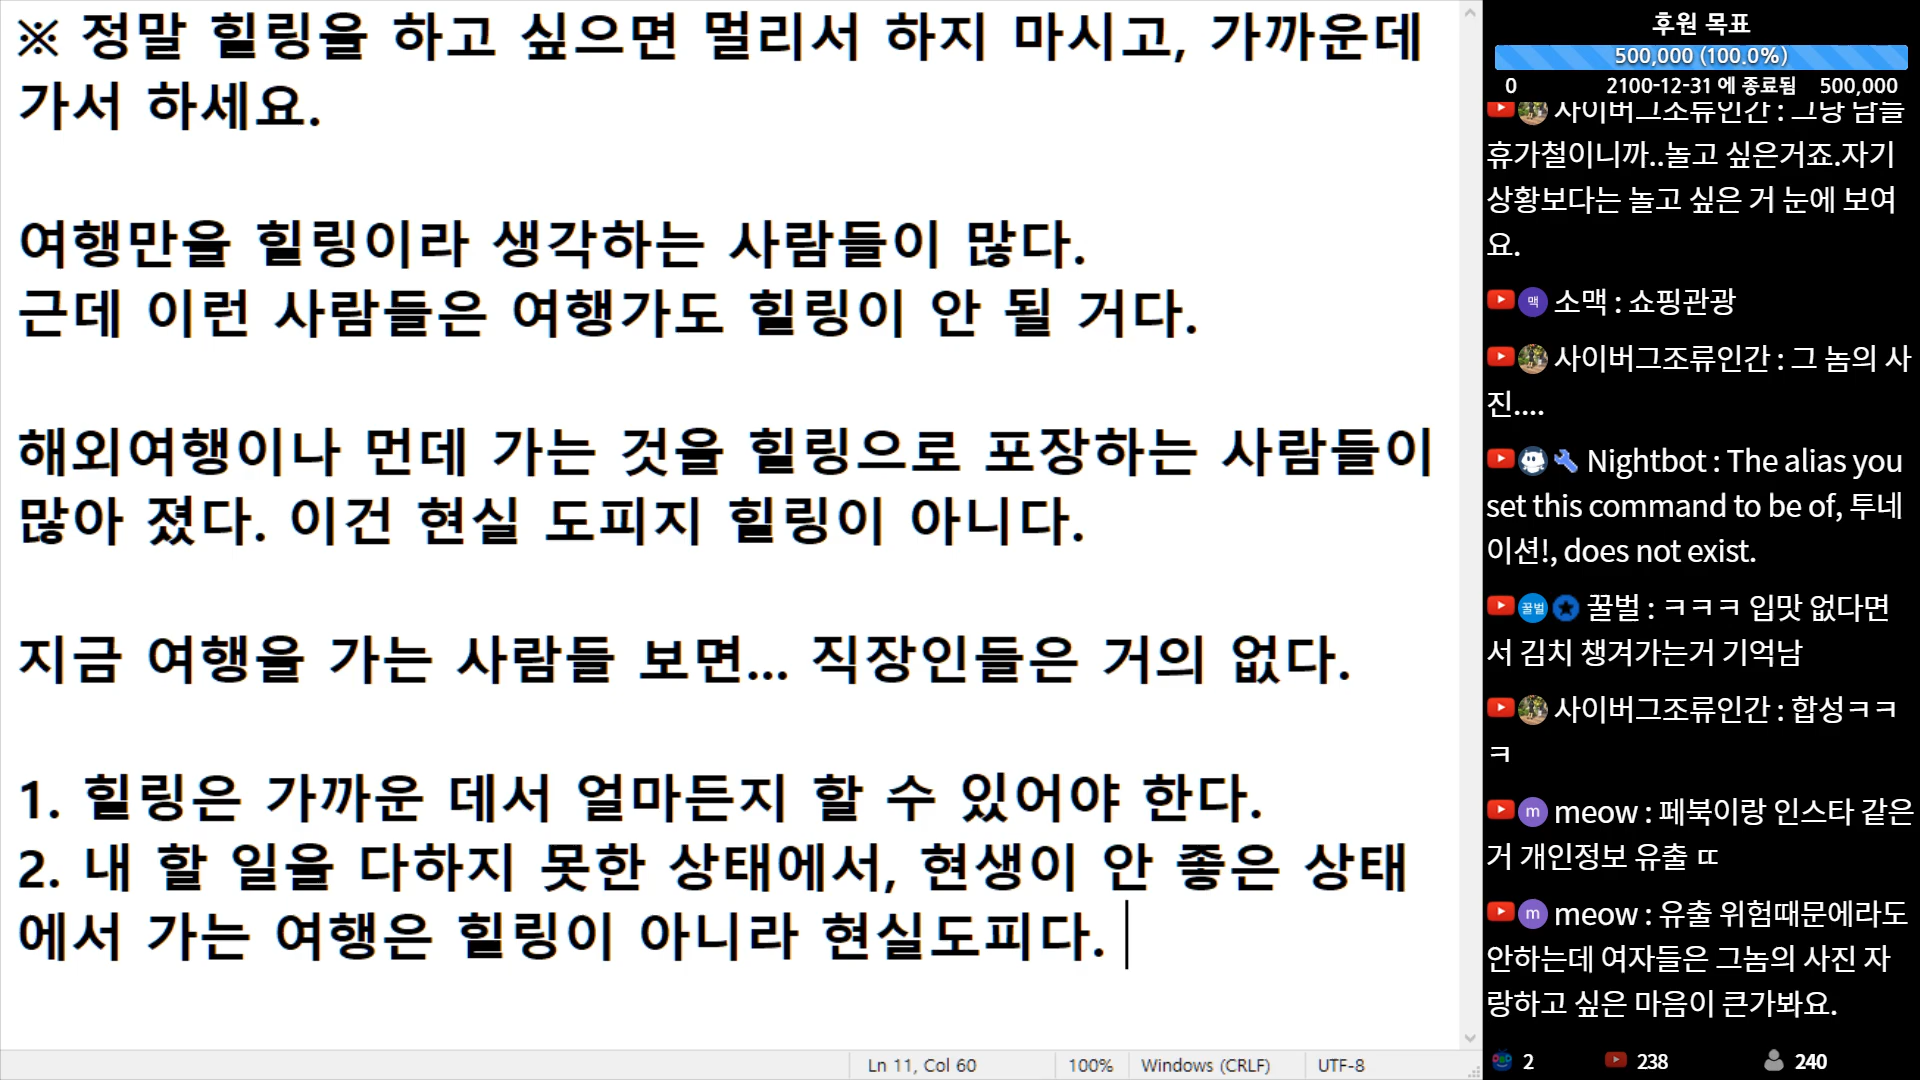 ※ 정말 힐링을 하고 싶으면 멀리서 하지 마시고, 가까운데
가서 하세요.
여행만을 힐링이라 생각하는 사람들이 많다.
근데 이런 사람들은 여행가도 힐링이 안 될 거다.
해외여행이나 먼데 가는 것을 힐링으로 포장하는 사람들이
많아 졌다. 이건 현실 도피지 힐링이 아니다.
지금 여행을 가는 사람들 보면... 직장인들은 거의 없다.
1. 힐링은 가까운 데서 얼마든지 할 수 있어야 한다.
2. 내 할 일을 다하지 못한 상태에서, 현생이 안 좋은 상태
에서 가는 여행은 힐링이 아니라 현실도피다.
Ln 11, Col 60
100%
Windows (CRLF)
UTF-8
후원 목표
500,000 (100.0%)
0 2100-12-31 에 종료됨 500,000
사이버그조류인간 : 그냥 남들
휴가철이니까..놀고 싶은거죠.자기
상황보다는 놀고 싶은 거 눈에 보여
요.
맥 소맥 : 쇼핑관광
사이버그조류인간 : 그 놈의 사
진....
Nightbot : The alias you
set this command to be of, 투네
이션!, does not exist.
꿀벌 꿀벌 : ㅋㅋㅋ 입맛 없다면
서 김치 챙겨가는거 기억남
사이버그조류인간 : 합성ㅋㅋ
ㅋ
m meow : 페북이랑 인스타 같은
거 개인정보 유출 ㄸ
m meow : 유출 위험때문에라도
안하는데 여자들은 그놈의 사진 자
랑하고 싶은 마음이 큰가봐요.
2 238 240